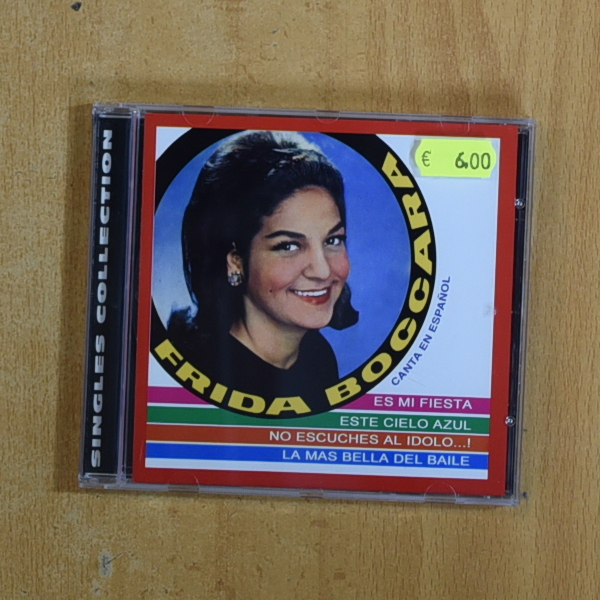 SINGLES COLLECTION
€ 6.00
FRIDA BOCCARA
CANTA EN ESPAÑOL
ES MI FIESTA
ESTE CIELO AZUL
NO ESCUCHES AL IDOLO...!
LA MAS BELLA DEL BAILE